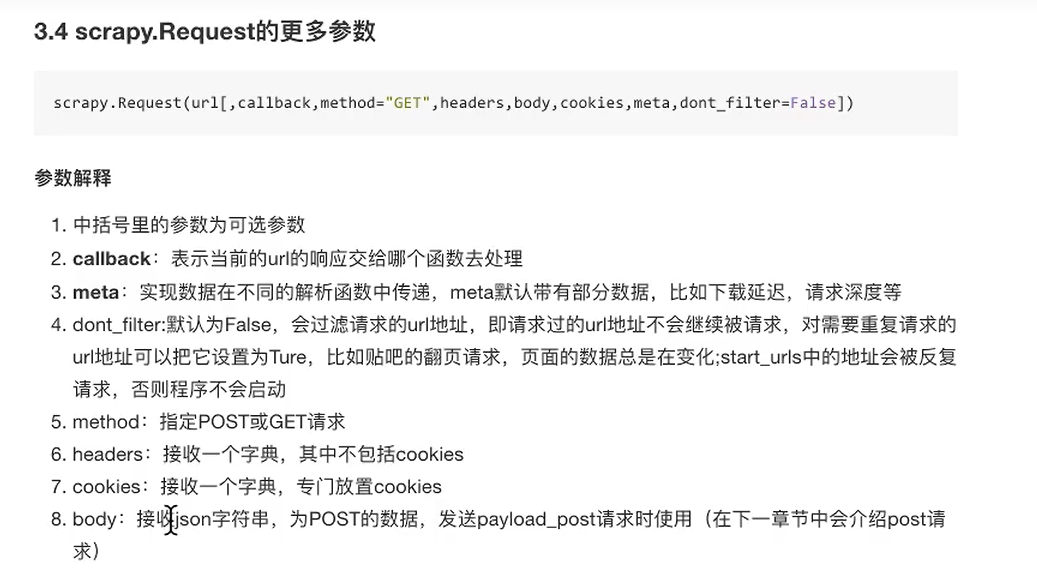 3.4 scrapy.Request的更多参数
scrapy.Request(url[,callback,method="GET",headers,body,cookies,meta,dont_filter=False])
参数解释
1. 中括号里的参数为可选参数
2. callback：表示当前的url的响应交给哪个函数去处理
3. meta：实现数据在不同的解析函数中传递，meta默认带有部分数据，比如下载延迟，请求深度等
4. dont_filter:默认为False，会过滤请求的url地址，即请求过的url地址不会继续被请求，对需要重复请求的
url地址可以把它设置为Ture，比如贴吧的翻页请求，页面的数据总是在变化;start_urls中的地址会被反复
请求，否则程序不会启动
5. method：指定POST或GET请求
6. headers：接收一个字典，其中不包括cookies
7. cookies：接收一个字典，专门放置cookies
8. body：接收json字符串，为POST的数据，发送payload_post请求时使用（在下一章节中会介绍post请
求）